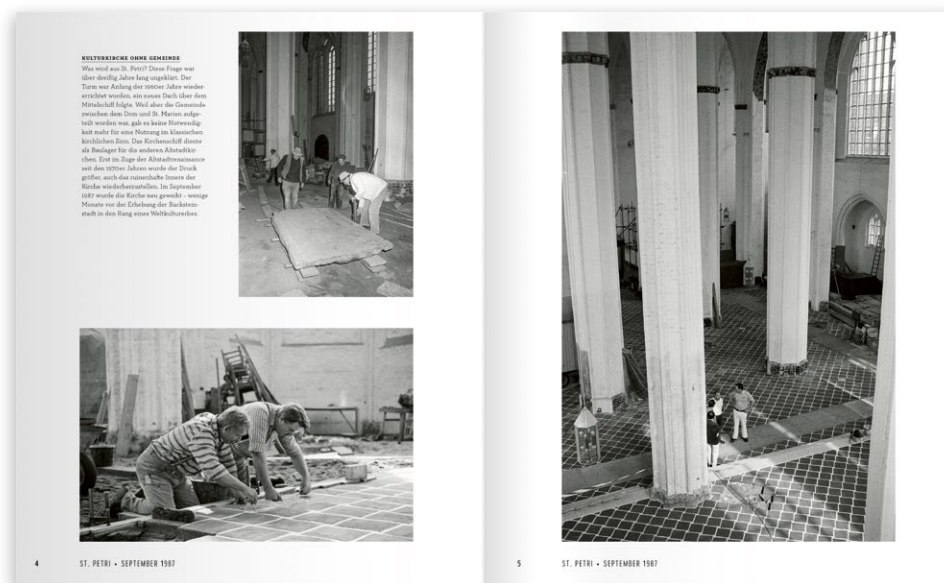 KULTURKIRCHE OHNE GEMEINDE
Was wird aus St. Petri? Diese Frage war
über dreißig Jahre lang ungeklärt. Der
Turm war Anfang der 1960er Jahre wieder-
errichtet worden, ein neues Dach über dem
Mittelschiff folgte. Weil aber die Gemeinde
zwischen dem Dom und St. Marien aufge-
teilt worden war, gab es keine Notwendig-
keit mehr für eine Nutzung im klassischen
kirchlichen Sinn. Das Kirchenschiff diente
als Baulager für die anderen Altstadtkir-
chen. Erst im Zuge der Altstadtrenaissance
seit den 1970er Jahren wurde der Druck
größer, auch das ruinenhafte Innere der
Kirche wiederherzustellen. Im September
1987 wurde die Kirche neu geweiht – wenige
Monate vor der Erhebung der Backstein-
stadt in den Rang eines Weltkulturerbes.
4 ST. PETRI • SEPTEMBER 1987
5 ST. PETRI • SEPTEMBER 1987